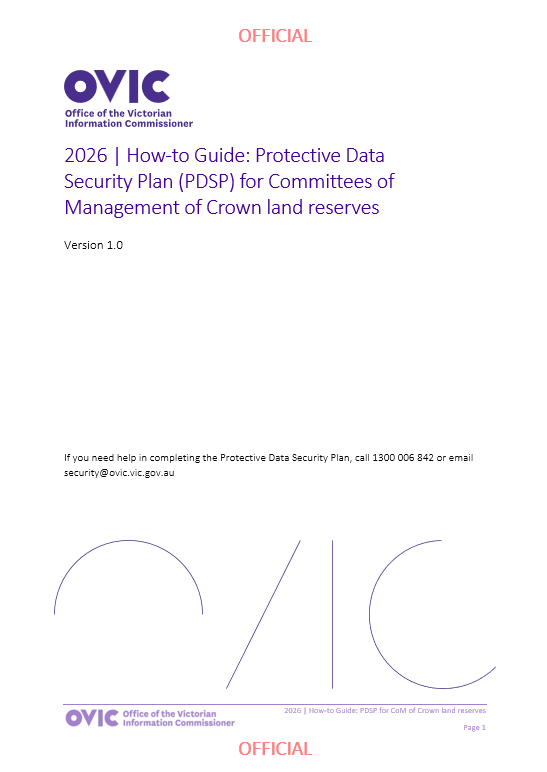 OFFICIAL
OVIC
Office of the Victorian
Information Commissioner
2026 | How-to Guide: Protective Data
Security Plan (PDSP) for Committees of
Management of Crown land reserves
Version 1.0
If you need help in completing the Protective Data Security Plan, call 1300 006 842 or email
security@ovic.vic.gov.au
OVIC
Office of the Victorian
Information Commissioner
2026 | How-to Guide: PDSP for CoM of Crown land reserves
Page 1
OFFICIAL